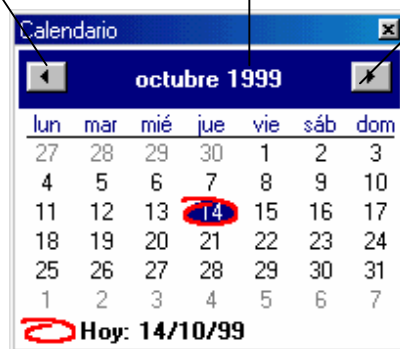 Calendario
octubre 1999
lun mar mié jue vie sáb dom
27 28 29 30 1 2 3
4 5 6 7 8 9 10
11 12 13 14 15 16 17
18 19 20 21 22 23 24
25 26 27 28 29 30 31
1 2 3 4 5 6 7
Hoy: 14/10/99